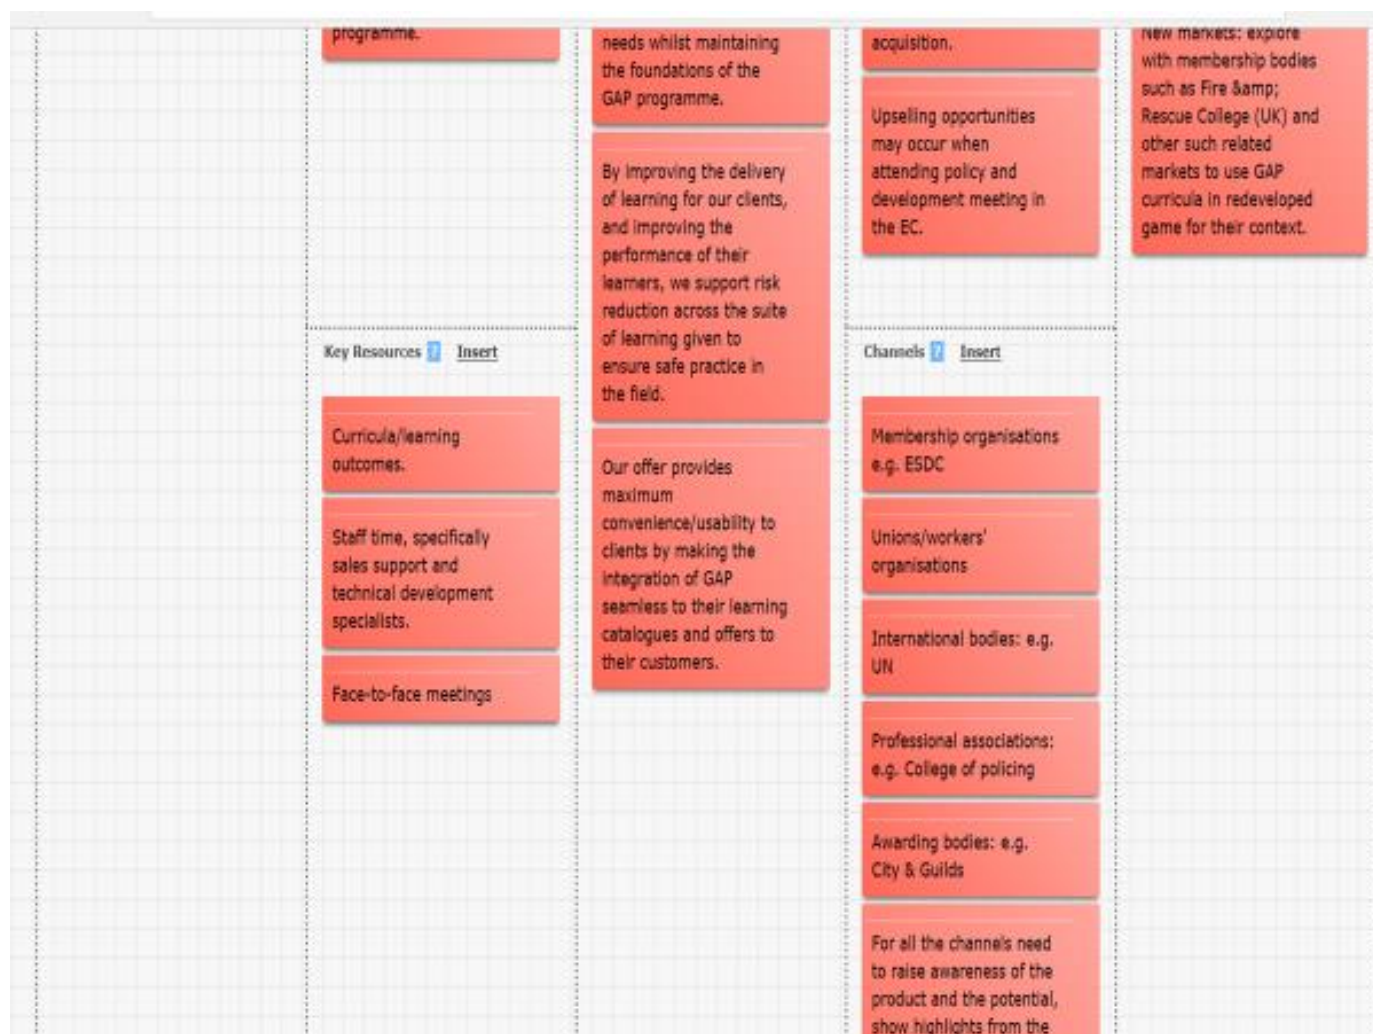 programme.
Key Resources ? Insert
Curricula/learning
outcomes.
Staff time, specifically
sales support and
technical development
specialists.
Face-to-face meetings
needs whilst maintaining
the foundations of the
GAP programme.
By improving the delivery
of learning for our clients,
and improving the
performance of their
learners, we support risk
reduction across the suite
of learning given to
ensure safe practice in
the field.
Our offer provides
maximum
convenience/usability to
clients by making the
integration of GAP
seamless to their learning
catalogues and offers to
their customers.
acquisition.
Upselling opportunities
may occur when
attending policy and
development meeting in
the EC.
Channels ? Insert
Membership organisations
e.g. ESDC
Unions/workers'
organisations
International bodies: e.g.
UN
Professional associations:
e.g. College of policing
Awarding bodies: e.g.
City & Guilds
For all the channels need
to raise awareness of the
product and the potential,
show highlights from the
New markets: explore
with membership bodies
such as Fire &amp;
Rescue College (UK) and
other such related
markets to use GAP
curricula in redeveloped
game for their context.